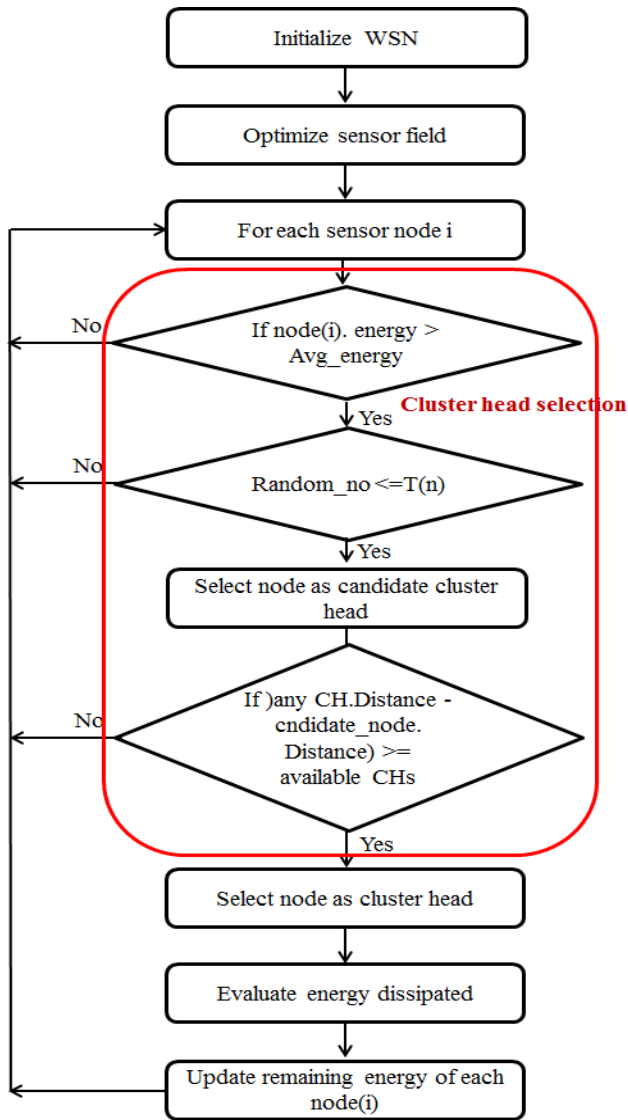 Initialize WSN
Optimize sensor field
For each sensor node i
No
If node(i). energy >
Avg_energy
Cluster head selection
Yes
No
Random_no <=T(n)
Yes
Select node as candidate cluster
head
If )any CH.Distance -
cndidate_node.
Distance) >=
available CHs
No
Yes
Select node as cluster head
Evaluate energy dissipated
Update remaining energy of each
node(i)